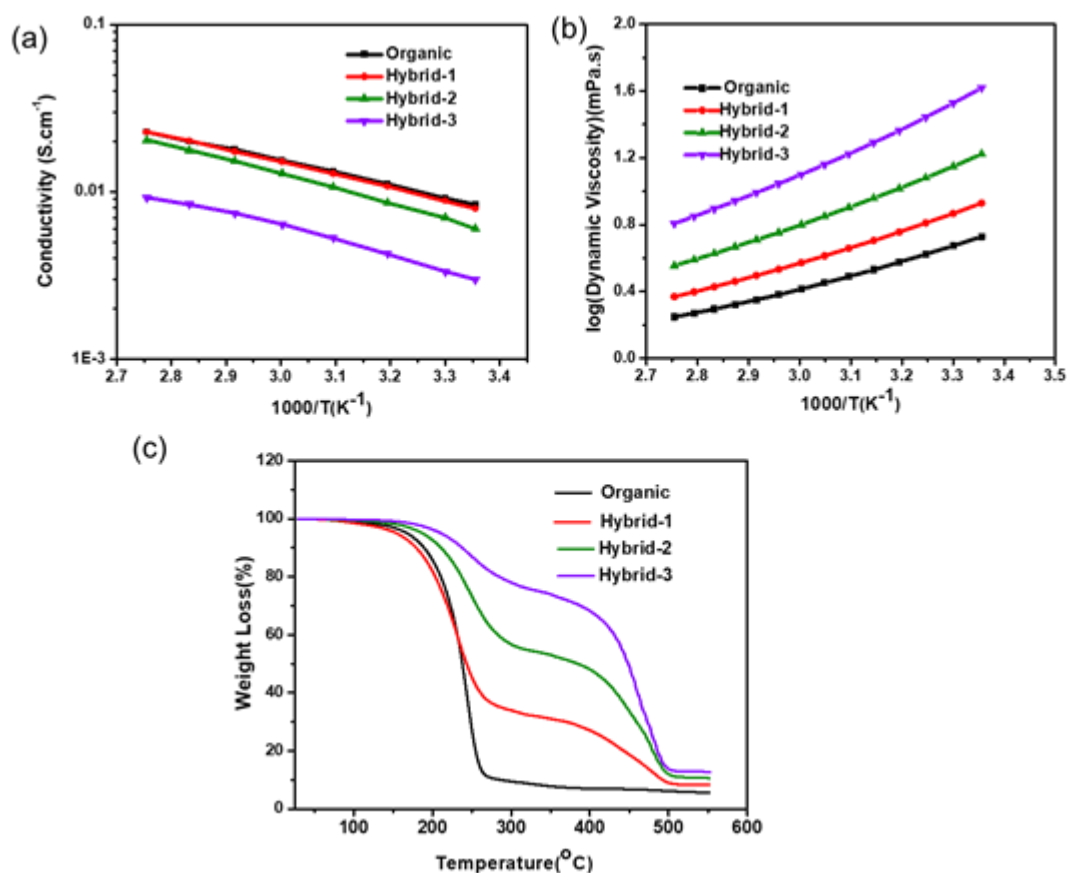 (a)
0.1
0.01
1E-3
Conductivity (S.cm⁻¹)
Organic
Hybrid-1
Hybrid-2
Hybrid-3
2.7 2.8 2.9 3.0 3.1 3.2 3.3 3.4
1000/T(K⁻¹)
(b)
2.0
1.6
1.2
0.8
0.4
0.0
log(Dynamic Viscosity)(mPa.s)
Organic
Hybrid-1
Hybrid-2
Hybrid-3
2.7 2.8 2.9 3.0 3.1 3.2 3.3 3.4 3.5
1000/T(K⁻¹)
(c)
120
100
80
60
40
20
0
Weight Loss(%)
Organic
Hybrid-1
Hybrid-2
Hybrid-3
100 200 300 400 500 600
Temperature(°C)